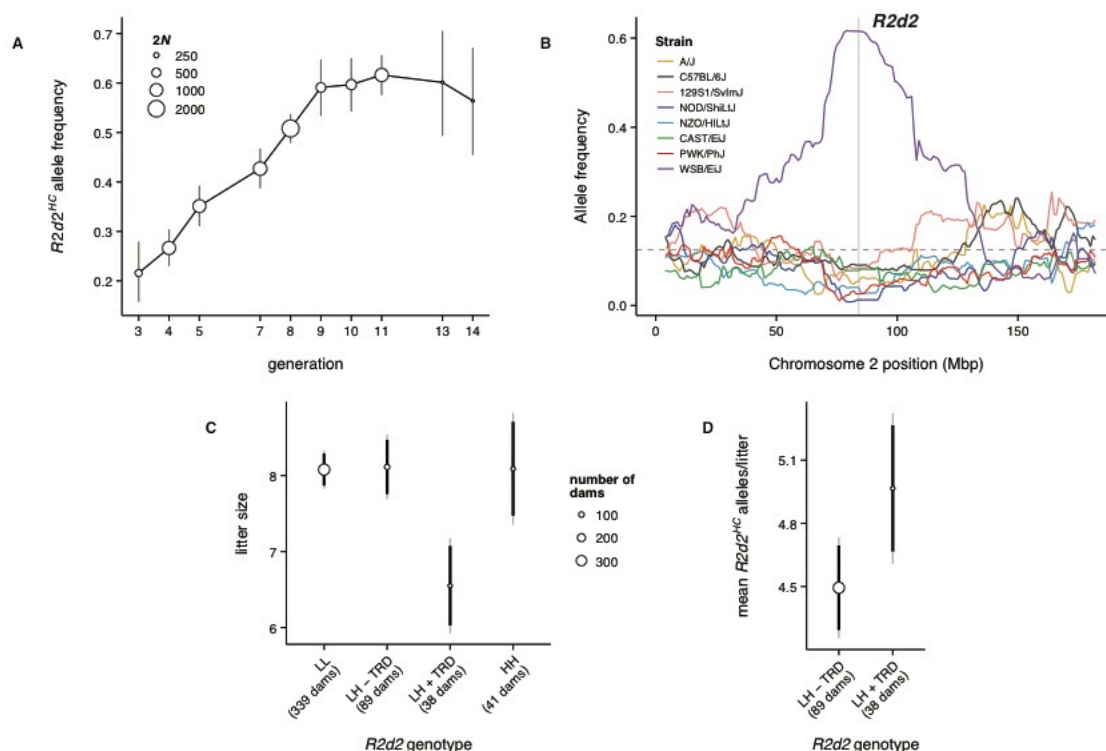 A
2N
250
500
1000
2000
R2d2HC allele frequency
0.7
0.6
0.5
0.4
0.3
0.2
3 4 5 7 8 9 10 11 13 14
generation
B
R2d2
Strain
A/J
C57BL/6J
129S1/SvImJ
NOD/ShiLtJ
NZO/HILtJ
CAST/EiJ
PWK/PhJ
WSB/EiJ
Allele frequency
0.6
0.4
0.2
0.0
0 50 100 150
Chromosome 2 position (Mbp)
C
litter size
8
7
6
LL
(339 dams)
LH – TRD
(89 dams)
LH + TRD
(38 dams)
HH
(41 dams)
R2d2 genotype
number of
dams
100
200
300
D
mean R2d2HC alleles/litter
5.1
4.8
4.5
LH – TRD
(89 dams)
LH + TRD
(38 dams)
R2d2 genotype